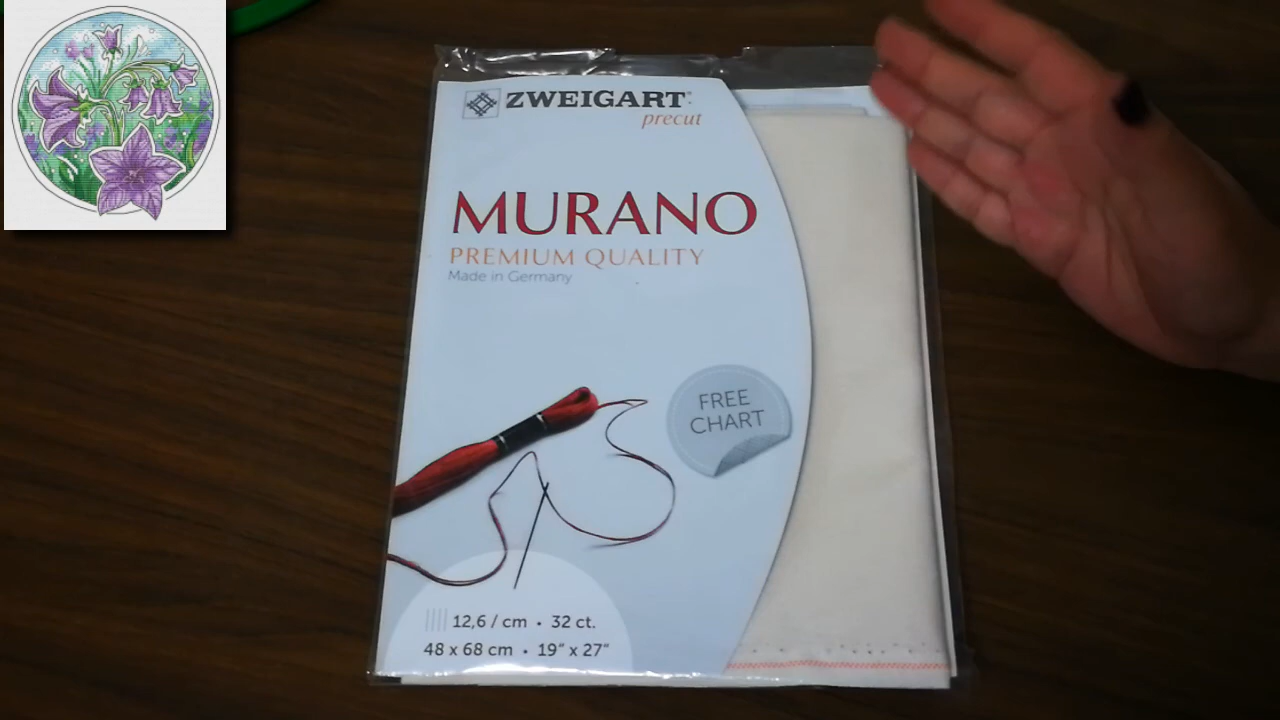 ZWEIGART
precut
MURANO
PREMIUM QUALITY
Made in Germany
FREE
CHART
12,6 / cm • 32 ct.
48 x 68 cm • 19" x 27"